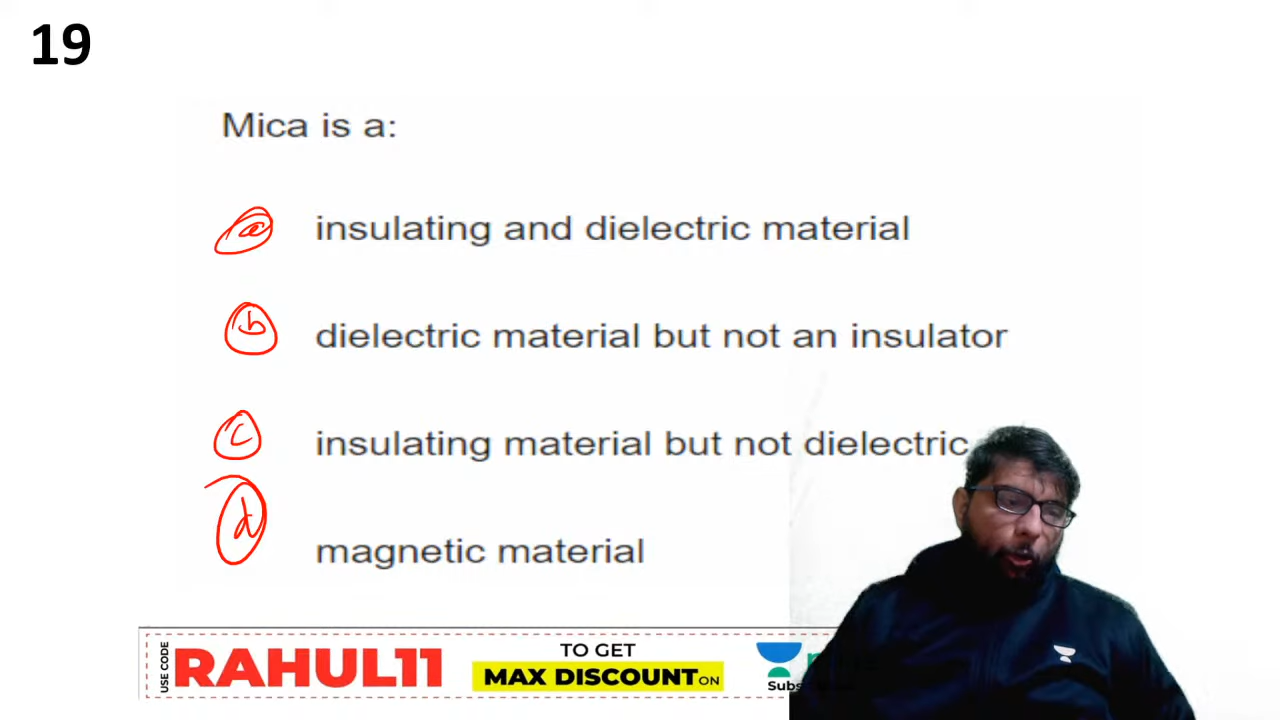 19
Mica is a:
a insulating and dielectric material
b dielectric material but not an insulator
c insulating material but not dielectric
d magnetic material
USE CODE
RAHUL11
TO GET
MAX DISCOUNT ON